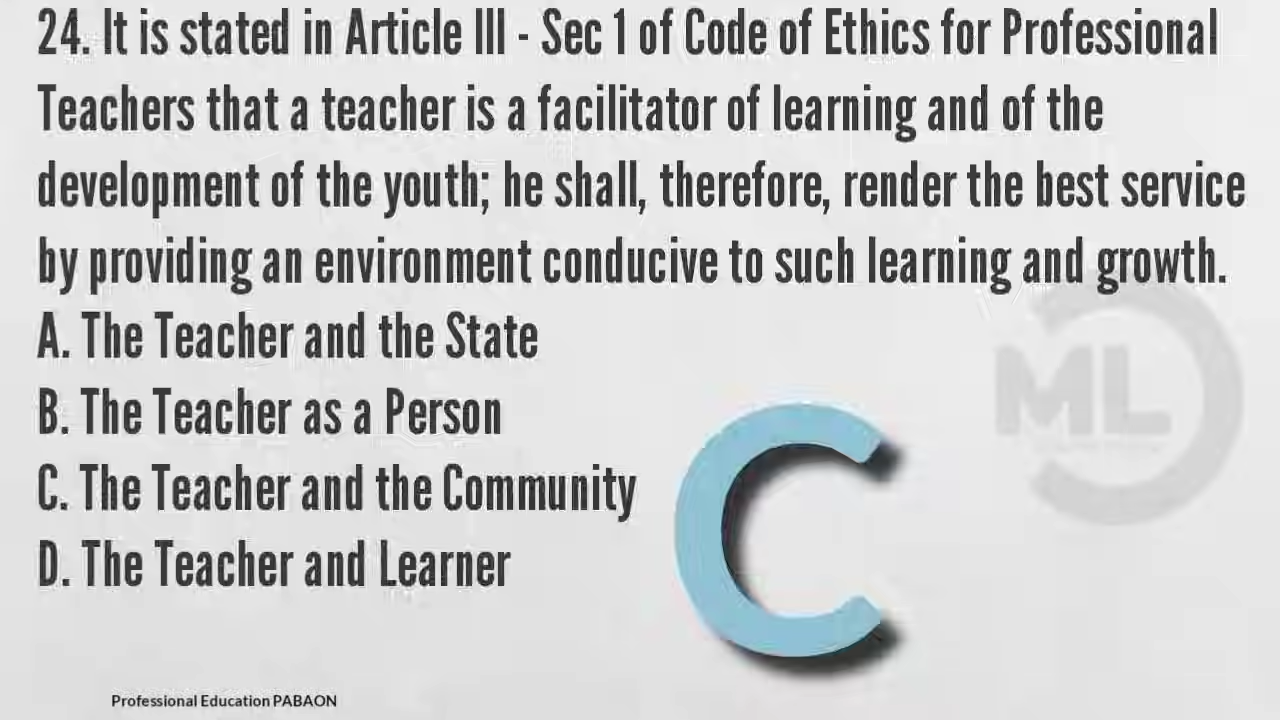 24. It is stated in Article III - Sec 1 of Code of Ethics for Professional
Teachers that a teacher is a facilitator of learning and of the
development of the youth; he shall, therefore, render the best service
by providing an environment conducive to such learning and growth.
A. The Teacher and the State
B. The Teacher as a Person
C. The Teacher and the Community
D. The Teacher and Learner
C
ML
Professional Education PABAON